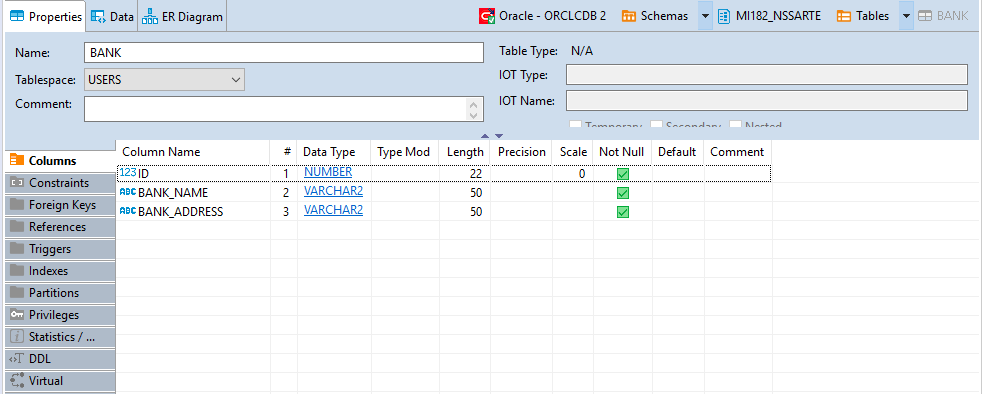 Properties Data ER Diagram Oracle - ORCLCDB 2 Schemas MI182_NSSARTE Tables BANK
Name: BANK
Table Type: N/A
Tablespace: USERS
IOT Type:
Comment:
IOT Name:
Temporary Secondary Nested
Columns
Constraints
Foreign Keys
References
Triggers
Indexes
Partitions
Privileges
Statistics / ...
DDL
Virtual
Column Name # Data Type Type Mod Length Precision Scale Not Null Default Comment
123 ID 1 NUMBER 22 0
ABC BANK_NAME 2 VARCHAR2 50
ABC BANK_ADDRESS 3 VARCHAR2 50